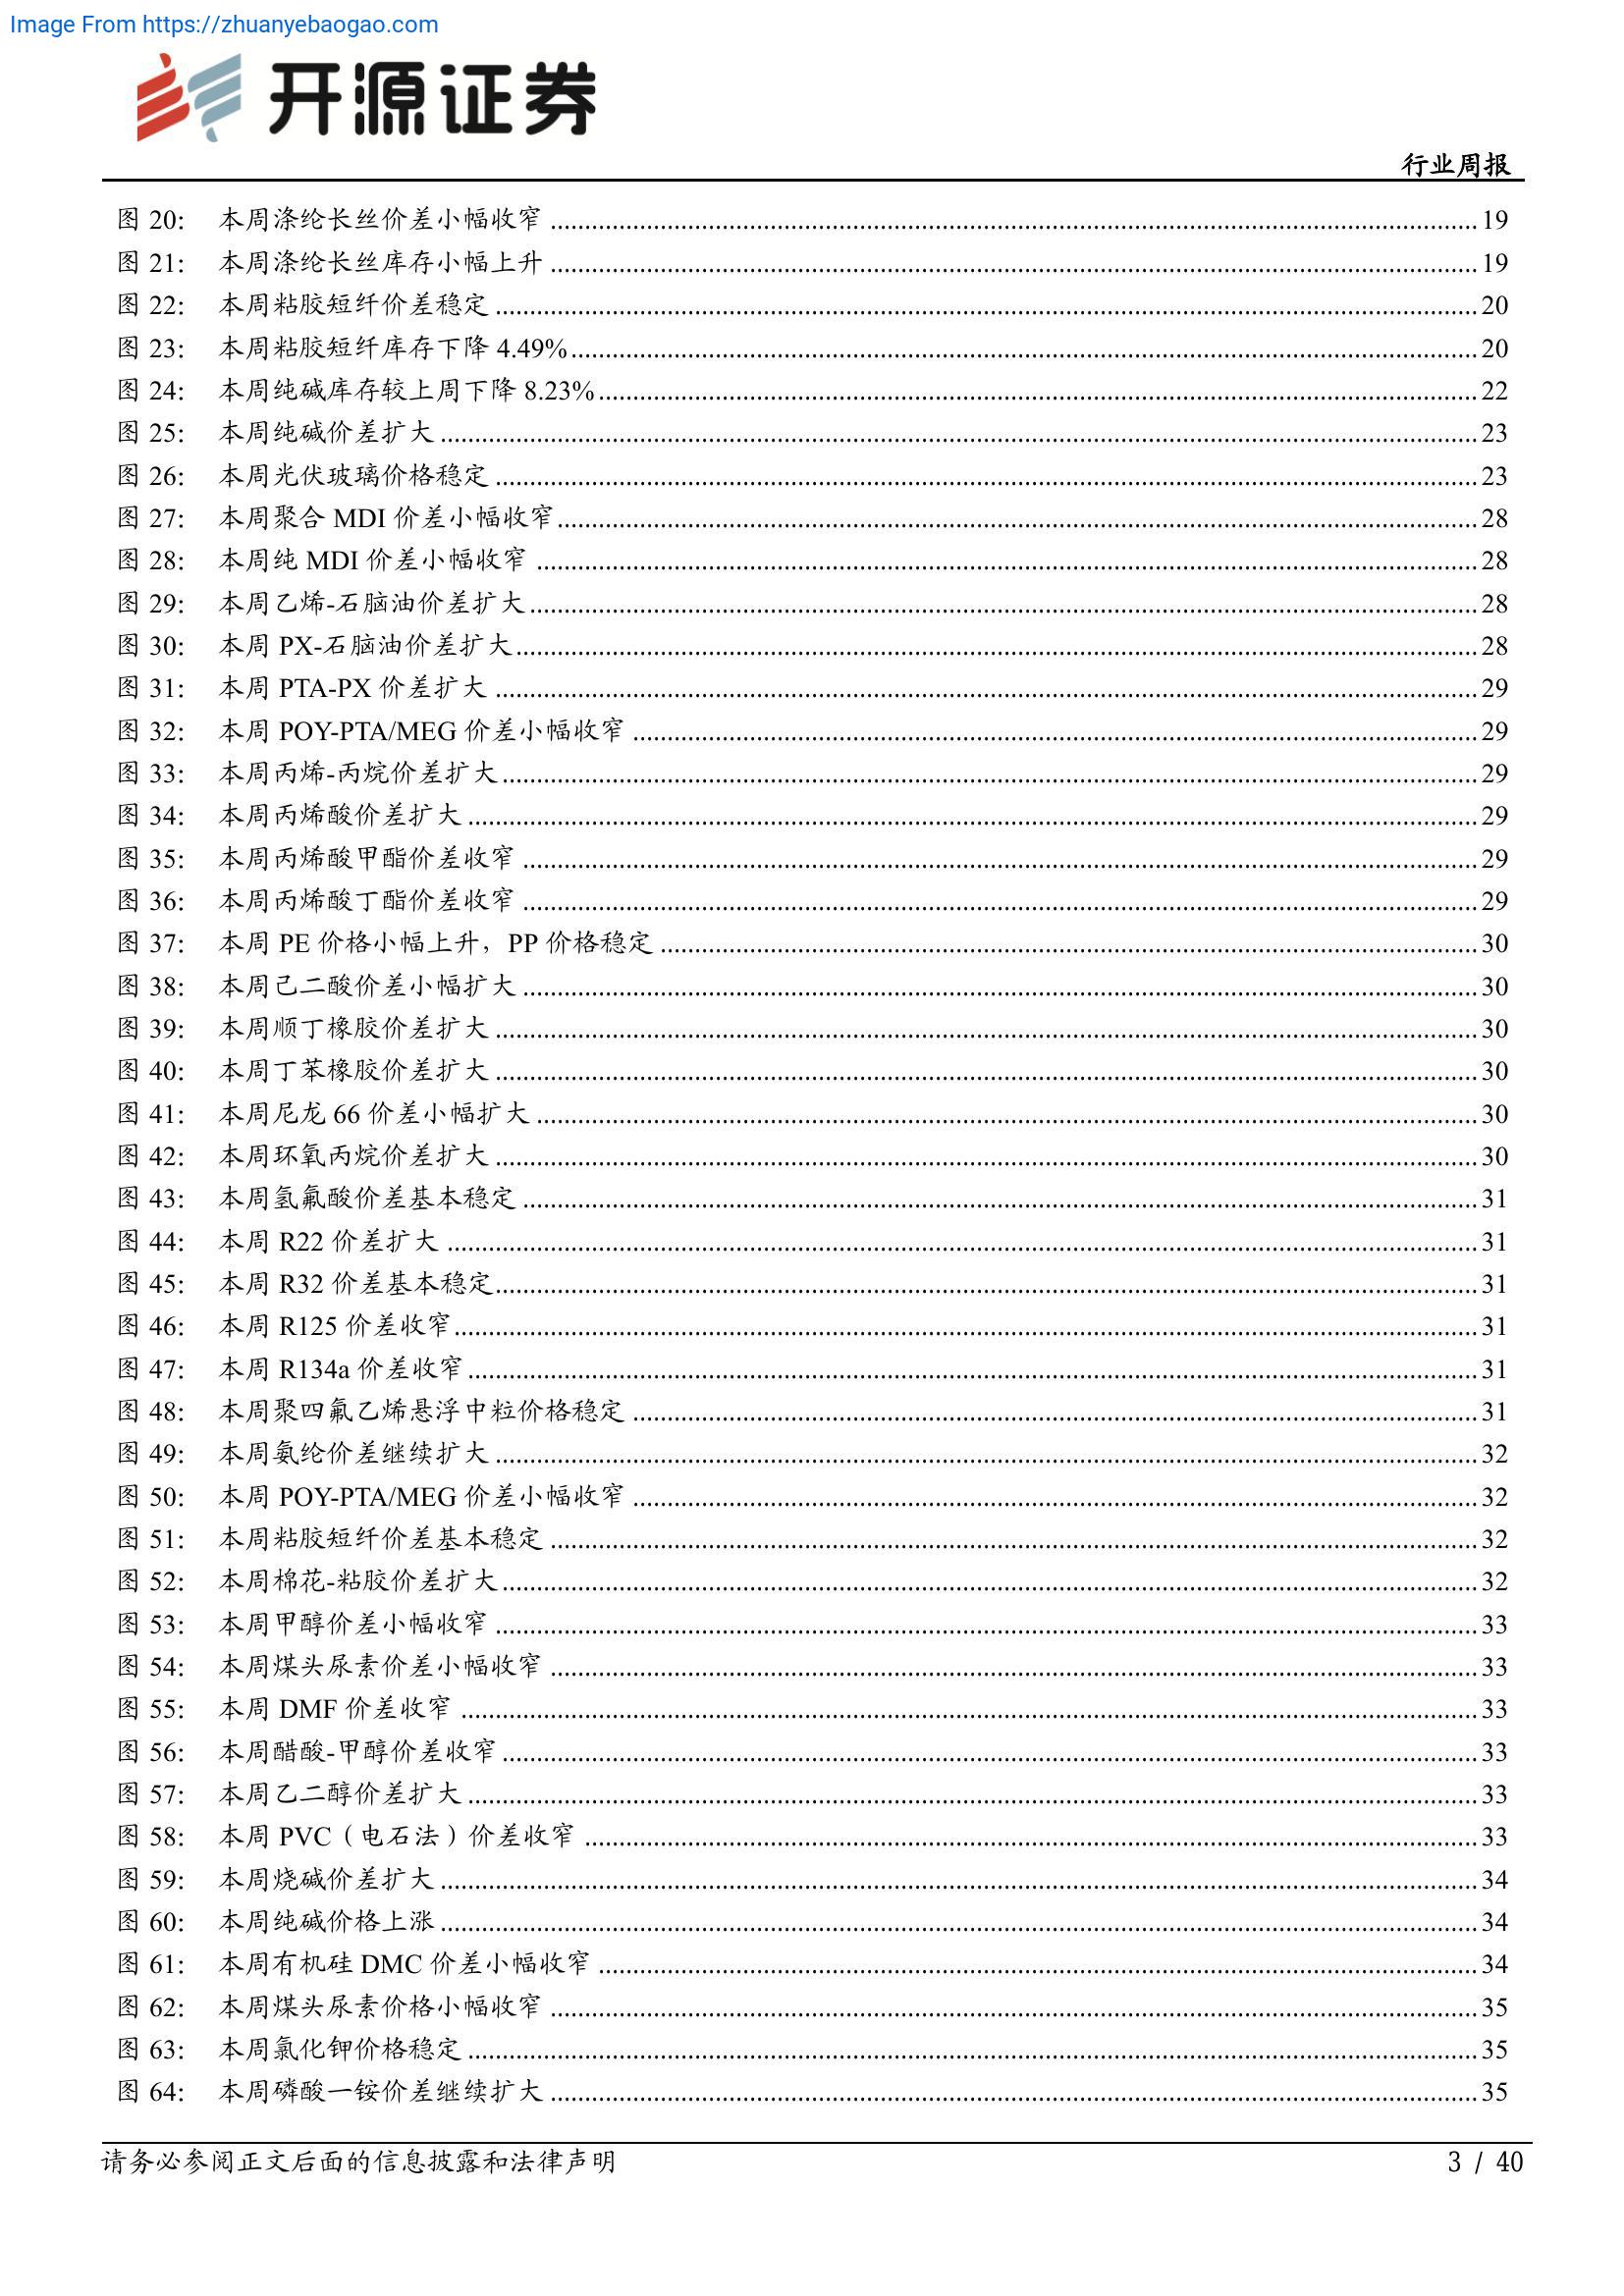 Image From https://zhuanyebaogao.com
开源证券
行业周报
图 20: 本周涤纶长丝价差小幅收窄 ........ 19
图 21: 本周涤纶长丝库存小幅上升 ........ 19
图 22: 本周粘胶短纤价差稳定 ........ 20
图 23: 本周粘胶短纤库存下降 4.49% ........ 20
图 24: 本周纯碱库存较上周下降 8.23% ........ 22
图 25: 本周纯碱价差扩大 ........ 23
图 26: 本周光伏玻璃价格稳定 ........ 23
图 27: 本周聚合 MDI 价差小幅收窄 ........ 28
图 28: 本周纯 MDI 价差小幅收窄 ........ 28
图 29: 本周乙烯-石脑油价差扩大 ........ 28
图 30: 本周 PX-石脑油价差扩大 ........ 28
图 31: 本周 PTA-PX 价差扩大 ........ 29
图 32: 本周 POY-PTA/MEG 价差小幅收窄 ........ 29
图 33: 本周丙烯-丙烷价差扩大 ........ 29
图 34: 本周丙烯酸价差扩大 ........ 29
图 35: 本周丙烯酸甲酯价差收窄 ........ 29
图 36: 本周丙烯酸丁酯价差收窄 ........ 29
图 37: 本周 PE 价格小幅上升，PP 价格稳定 ........ 30
图 38: 本周己二酸价差小幅扩大 ........ 30
图 39: 本周顺丁橡胶价差扩大 ........ 30
图 40: 本周丁苯橡胶价差扩大 ........ 30
图 41: 本周尼龙 66 价差小幅扩大 ........ 30
图 42: 本周环氧丙烷价差扩大 ........ 30
图 43: 本周氢氟酸价差基本稳定 ........ 31
图 44: 本周 R22 价差扩大 ........ 31
图 45: 本周 R32 价差基本稳定 ........ 31
图 46: 本周 R125 价差收窄 ........ 31
图 47: 本周 R134a 价差收窄 ........ 31
图 48: 本周聚四氟乙烯悬浮中粒价格稳定 ........ 31
图 49: 本周氨纶价差继续扩大 ........ 32
图 50: 本周 POY-PTA/MEG 价差小幅收窄 ........ 32
图 51: 本周粘胶短纤价差基本稳定 ........ 32
图 52: 本周棉花-粘胶价差扩大 ........ 32
图 53: 本周甲醇价差小幅收窄 ........ 33
图 54: 本周煤头尿素价差小幅收窄 ........ 33
图 55: 本周 DMF 价差收窄 ........ 33
图 56: 本周醋酸-甲醇价差收窄 ........ 33
图 57: 本周乙二醇价差扩大 ........ 33
图 58: 本周 PVC（电石法）价差收窄 ........ 33
图 59: 本周烧碱价差扩大 ........ 34
图 60: 本周纯碱价格上涨 ........ 34
图 61: 本周有机硅 DMC 价差小幅收窄 ........ 34
图 62: 本周煤头尿素价格小幅收窄 ........ 35
图 63: 本周氯化钾价格稳定 ........ 35
图 64: 本周磷酸一铵价差继续扩大 ........ 35
请务必参阅正文后面的信息披露和法律声明 3 / 40